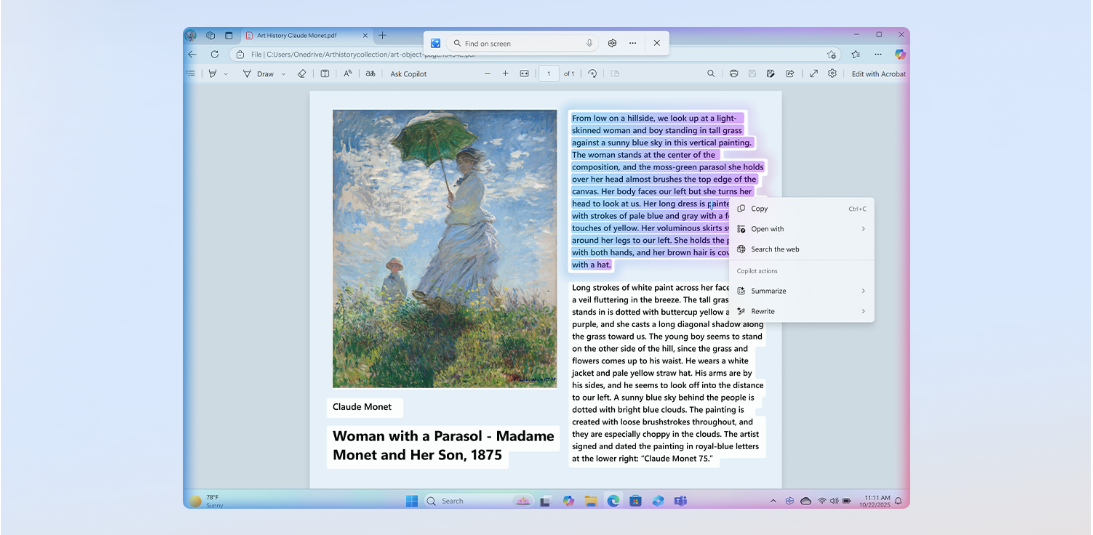 Art History Claude Monet.pdf
Find on screen
File | C:Users/Onedrive/Arthistorycollection/art-object-page
Draw
Ask Copilot
1
of 1
Edit with Acrobat
From low on a hillside, we look up at a light-
skinned woman and boy standing in tall grass
against a sunny blue sky in this vertical painting.
The woman stands at the center of the
composition, and the moss-green parasol she holds
over her head almost brushes the top edge of the
canvas. Her body faces our left but she turns her
head to look at us. Her long dress is painte
with strokes of pale blue and gray with a f
touches of yellow. Her voluminous skirts s
around her legs to our left. She holds the p
with both hands, and her brown hair is cov
with a hat.
Copy
Ctrl+C
Open with
Search the web
Copilot actions
Summarize
Rewrite
Long strokes of white paint across her face
a veil fluttering in the breeze. The tall gras
stands in is dotted with buttercup yellow a
purple, and she casts a long diagonal shadow along
the grass toward us. The young boy seems to stand
on the other side of the hill, since the grass and
flowers comes up to his waist. He wears a white
jacket and pale yellow straw hat. His arms are by
his sides, and he seems to look off into the distance
to our left. A sunny blue sky behind the people is
dotted with bright blue clouds. The painting is
created with loose brushstrokes throughout, and
they are especially choppy in the clouds. The artist
signed and dated the painting in royal-blue letters
at the lower right: “Claude Monet 75.”
Claude Monet
Woman with a Parasol - Madame
Monet and Her Son, 1875
78°F
Sunny
Search
11:11 AM
10/22/2025